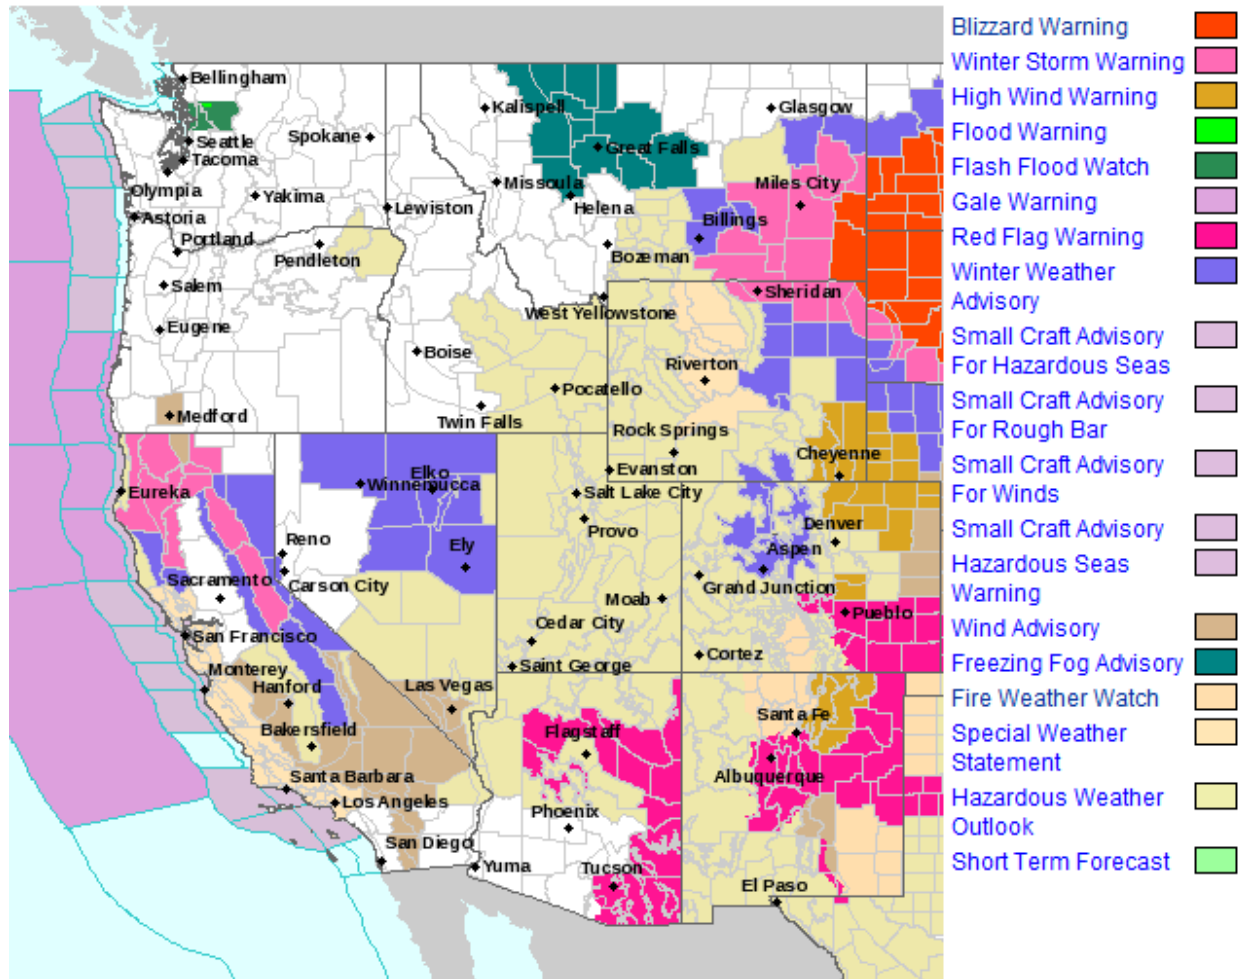 Bellingham
Kalispell
Glasgow
Spokane
Seattle
Great Falls
Tacoma
Olympia
Missoula
Miles City
Yakima
Helena
Lewiston
Astoria
Billings
Portland
Pendleton
Bozeman
Salem
Sheridan
West Yellowstone
Eugene
Boise
Riverton
Pocatello
Medford
Twin Falls
Rock Springs
Cheyenne
Evanston
Elko
Winnemucca
Eureka
Salt Lake City
Provo
Denver
Reno
Ely
Aspen
Sacramento
Carson City
Grand Junction
Moab
Pueblo
San Francisco
Cedar City
Cortez
Saint George
Monterey
Hanford
Las Vegas
Santa Fe
Bakersfield
Flagstaff
Albuquerque
Santa Barbara
Los Angeles
Phoenix
San Diego
Yuma
Tucson
El Paso
Blizzard Warning
Winter Storm Warning
High Wind Warning
Flood Warning
Flash Flood Watch
Gale Warning
Red Flag Warning
Winter Weather
Advisory
Small Craft Advisory
For Hazardous Seas
Small Craft Advisory
For Rough Bar
Small Craft Advisory
For Winds
Small Craft Advisory
Hazardous Seas
Warning
Wind Advisory
Freezing Fog Advisory
Fire Weather Watch
Special Weather
Statement
Hazardous Weather
Outlook
Short Term Forecast